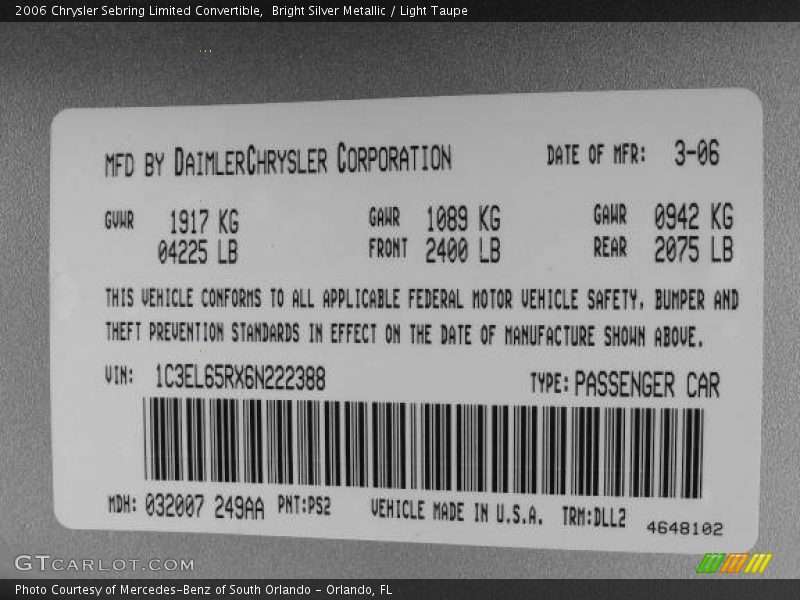 2006 Chrysler Sebring Limited Convertible,  Bright Silver Metallic / Light Taupe
MFD BY DAIMLERCHRYSLER CORPORATION DATE OF MFR: 3-06
GVWR 1917 KG GAWR 1089 KG GAWR 0942 KG
04225 LB FRONT 2400 LB REAR 2075 LB
THIS VEHICLE CONFORMS TO ALL APPLICABLE FEDERAL MOTOR VEHICLE SAFETY, BUMPER AND
THEFT PREVENTION STANDARDS IN EFFECT ON THE DATE OF MANUFACTURE SHOWN ABOVE.
VIN: 1C3EL65RX6N222388 TYPE: PASSENGER CAR
MDH: 032007 249AA PNT:PS2 VEHICLE MADE IN U.S.A. TRM:DLL2 4648102
GTCARLOT.COM
Photo Courtesy of Mercedes-Benz of South Orlando - Orlando, FL